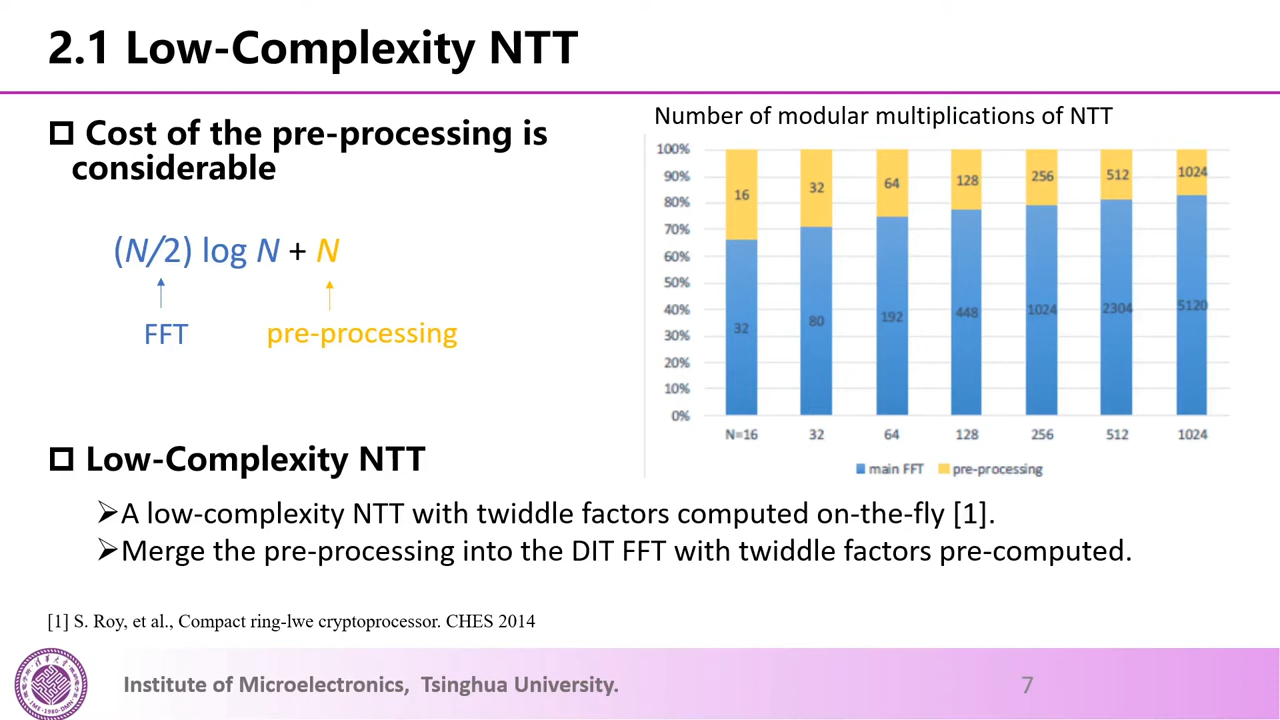 2.1 Low-Complexity NTT
Cost of the pre-processing is
considerable
(N/2) log N + N
FFT
pre-processing
Number of modular multiplications of NTT
100%
90%
80%
70%
60%
50%
40%
30%
20%
10%
0%
16 32 64 128 256 512 1024
32 80 192 448 1024 2304 5120
N=16 32 64 128 256 512 1024
main FFT pre-processing
Low-Complexity NTT
A low-complexity NTT with twiddle factors computed on-the-fly [1].
Merge the pre-processing into the DIT FFT with twiddle factors pre-computed.
[1] S. Roy, et al., Compact ring-lwe cryptoprocessor. CHES 2014
Institute of Microelectronics, Tsinghua University.
7